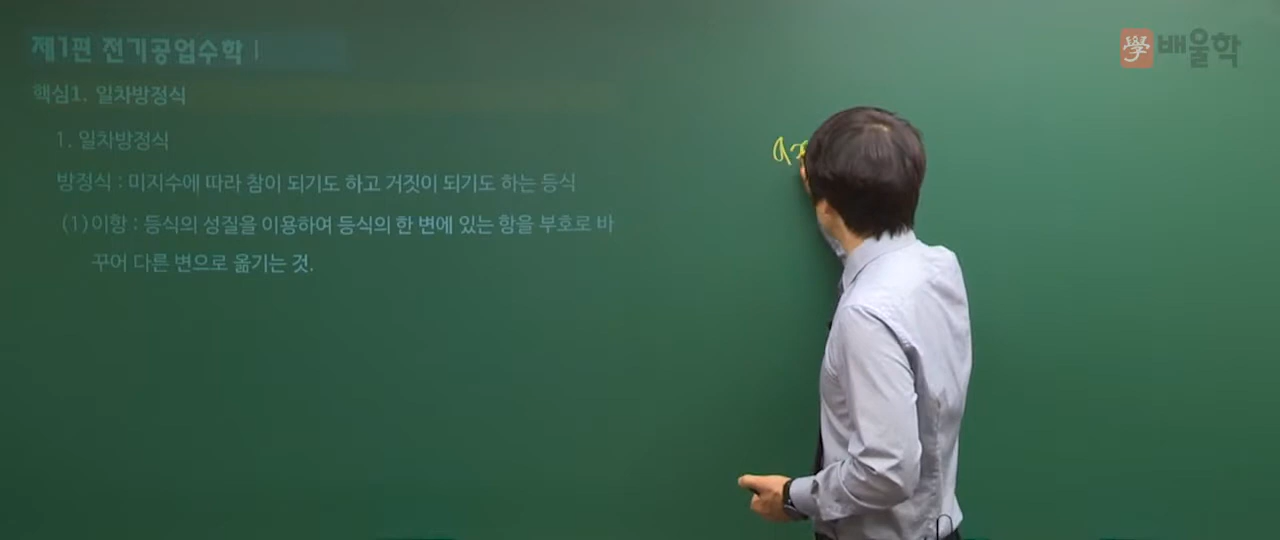 제1편 전기공업수학 |
學 배울학
핵심1. 일차방정식
1. 일차방정식
방정식 : 미지수에 따라 참이 되기도 하고 거짓이 되기도 하는 등식
(1) 이항 : 등식의 성질을 이용하여 등식의 한 변에 있는 항을 부호로 바
꾸어 다른 변으로 옮기는 것.